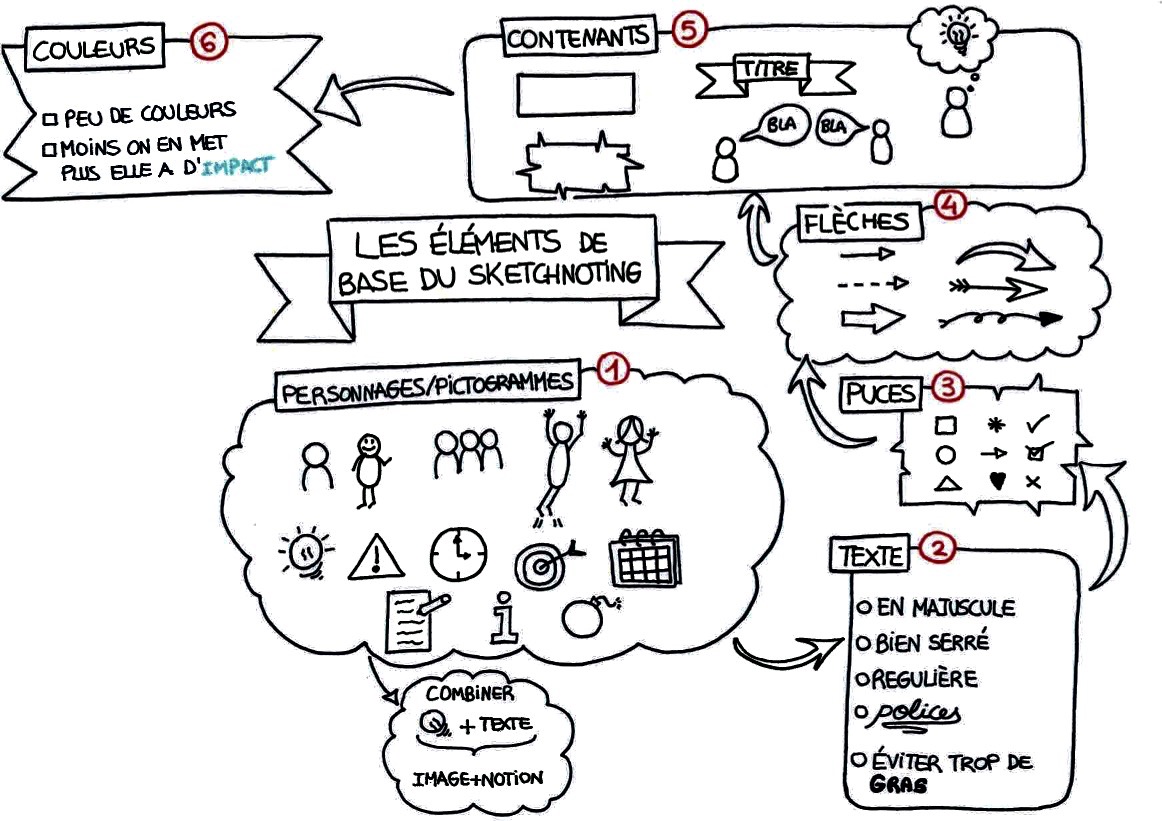 LES ÉLÉMENTS DE
BASE DU SKETCHNOTING
PERSONNAGES/PICTOGRAMMES
1
i
COMBINER
+ TEXTE
IMAGE+NOTION
TEXTE
2
EN MAJUSCULE
BIEN SERRÉ
REGULIÈRE
polices
ÉVITER TROP DE
GRAS
PUCES
3
FLÈCHES
4
CONTENANTS
5
TITRE
BLA
BLA
COULEURS
6
PEU DE COULEURS
MOINS ON EN MET
PLUS ELLE A D'IMPACT